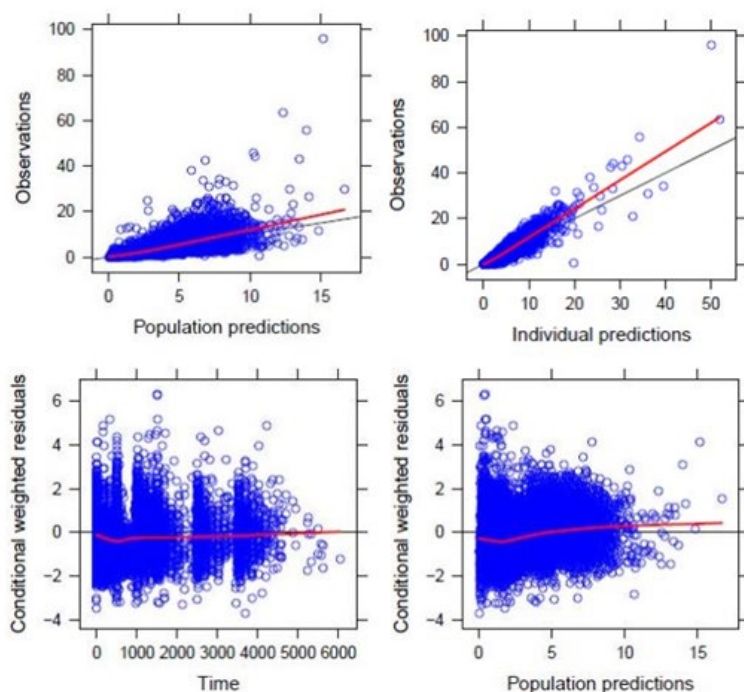 100
80
60
40
20
0
Observations
0 5 10 15
Population predictions
100
80
60
40
20
0
Observations
0 10 20 30 40 50
Individual predictions
6
4
2
0
−2
−4
Conditional weighted residuals
0 1000 2000 3000 4000 5000 6000
Time
6
4
2
0
−2
−4
Conditional weighted residuals
0 5 10 15
Population predictions